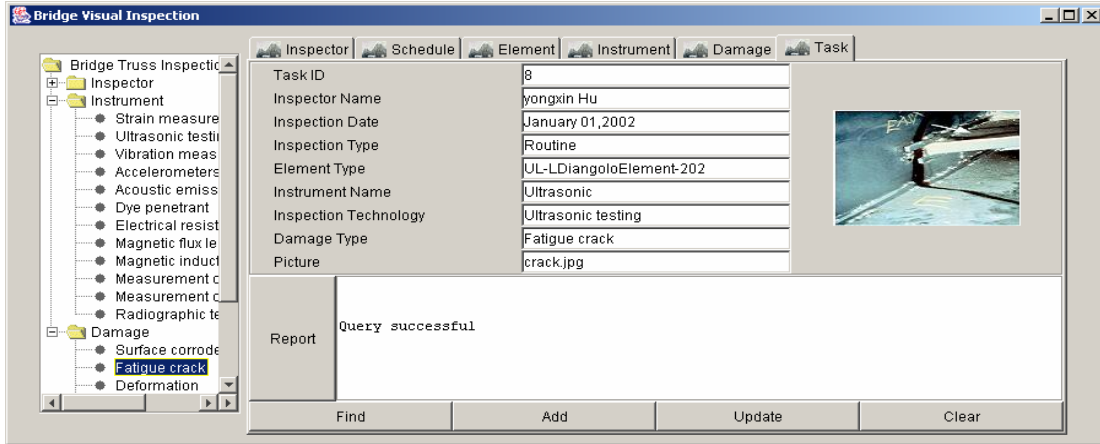 Bridge Visual Inspection
Bridge Truss Inspectio
Inspector
Instrument
Strain measure
Ultrasonic testi
Vibration meas
Accelerometers
Acoustic emiss
Dye penetrant
Electrical resist
Magnetic flux le
Magnetic induct
Measurement o
Measurement o
Radiographic te
Damage
Surface corrode
Fatigue crack
Deformation
Inspector Schedule Element Instrument Damage Task
Task ID 8
Inspector Name yongxin Hu
Inspection Date January 01,2002
Inspection Type Routine
Element Type UL-LDiangoloElement-202
Instrument Name Ultrasonic
Inspection Technology Ultrasonic testing
Damage Type Fatigue crack
Picture crack.jpg
Report Query successful
Find Add Update Clear